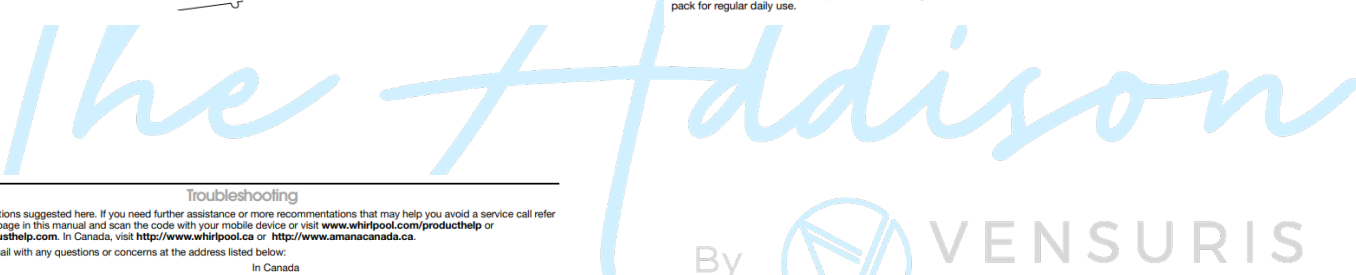 pack for regular daily use.
The Addison
Troubleshooting
tions suggested here. If you need further assistance or more recommendations that may help you avoid a service call refer
page in this manual and scan the code with your mobile device or visit www.whirlpool.com/producthelp or
usthelp.com. In Canada, visit http://www.whirlpool.ca or http://www.amanacanada.ca.
ail with any questions or concerns at the address listed below:
In Canada
By VENSURIS